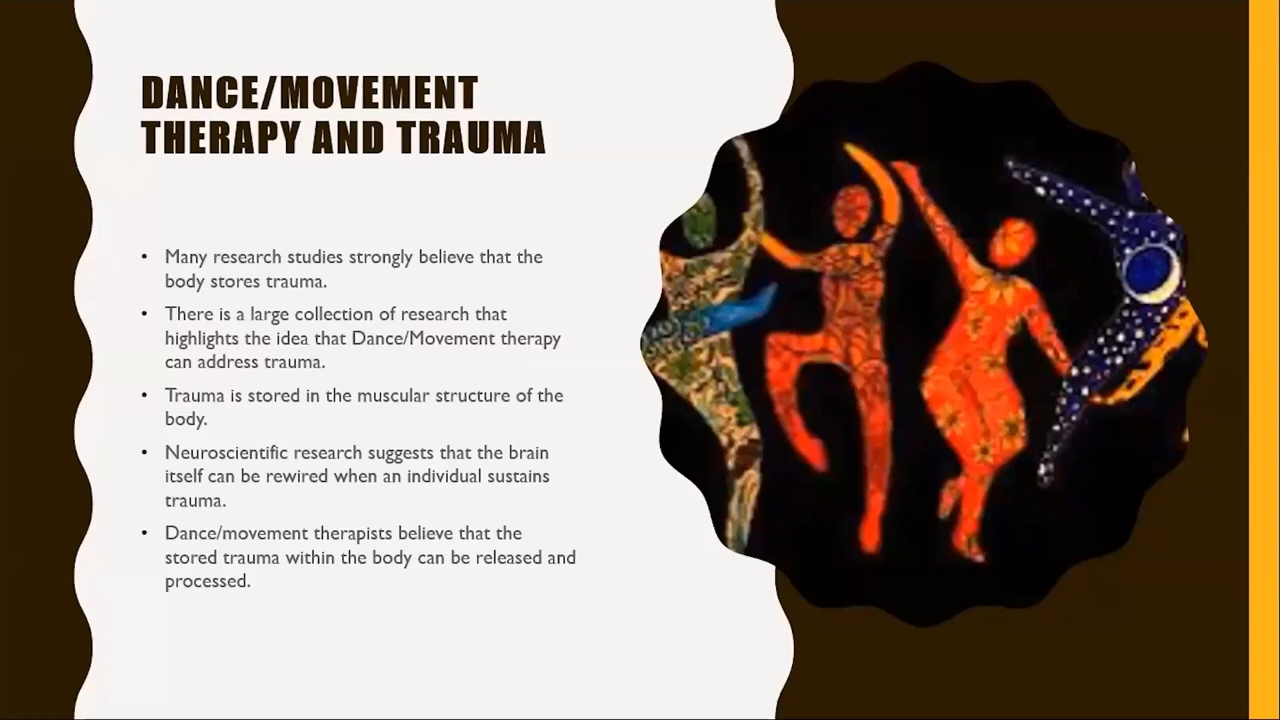 DANCE/MOVEMENT
THERAPY AND TRAUMA
• Many research studies strongly believe that the
body stores trauma.
• There is a large collection of research that
highlights the idea that Dance/Movement therapy
can address trauma.
• Trauma is stored in the muscular structure of the
body.
• Neuroscientific research suggests that the brain
itself can be rewired when an individual sustains
trauma.
• Dance/movement therapists believe that the
stored trauma within the body can be released and
processed.